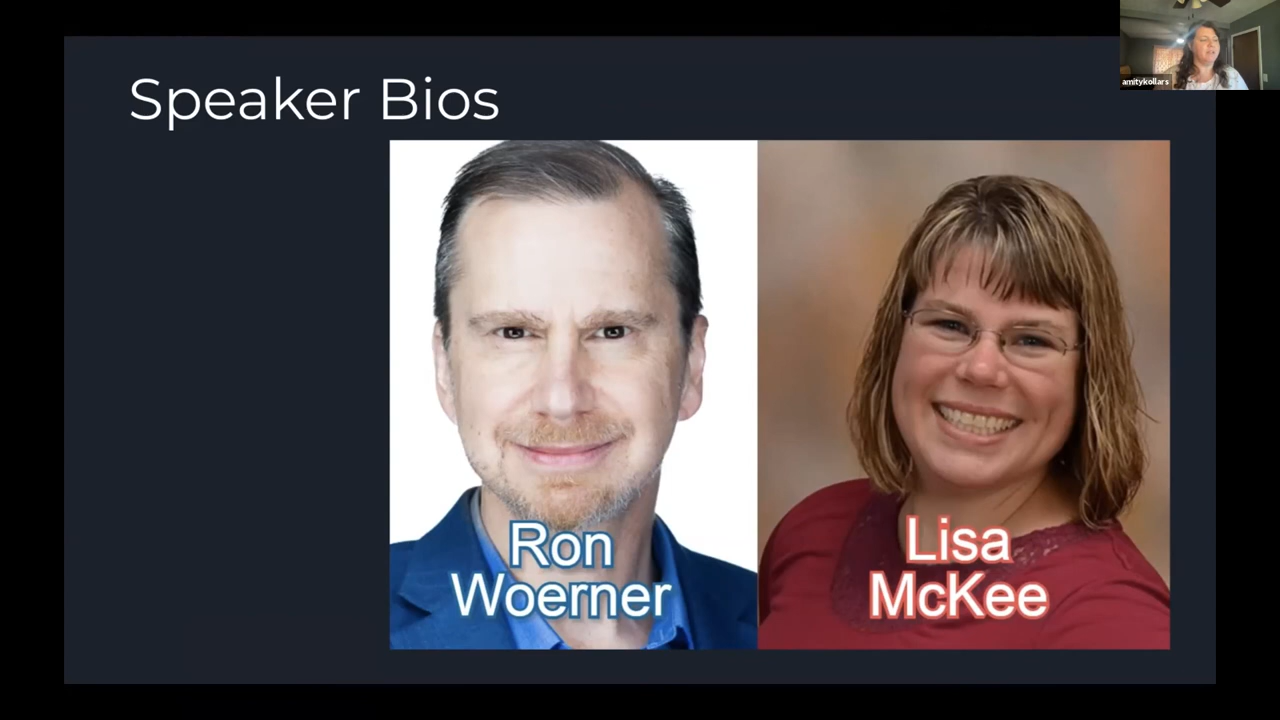 Speaker Bios
amitykollars
Ron
Woerner
Lisa
McKee